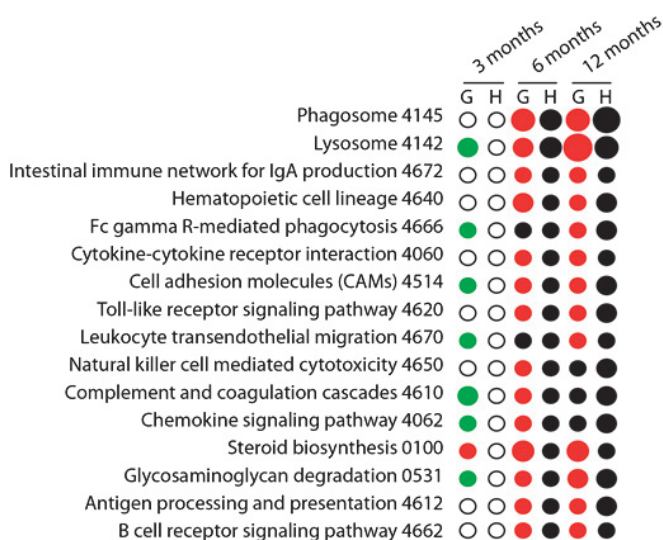 3 months 6 months 12 months
G H G H G H
Phagosome 4145
Lysosome 4142
Intestinal immune network for IgA production 4672
Hematopoietic cell lineage 4640
Fc gamma R-mediated phagocytosis 4666
Cytokine-cytokine receptor interaction 4060
Cell adhesion molecules (CAMs) 4514
Toll-like receptor signaling pathway 4620
Leukocyte transendothelial migration 4670
Natural killer cell mediated cytotoxicity 4650
Complement and coagulation cascades 4610
Chemokine signaling pathway 4062
Steroid biosynthesis 0100
Glycosaminoglycan degradation 0531
Antigen processing and presentation 4612
B cell receptor signaling pathway 4662